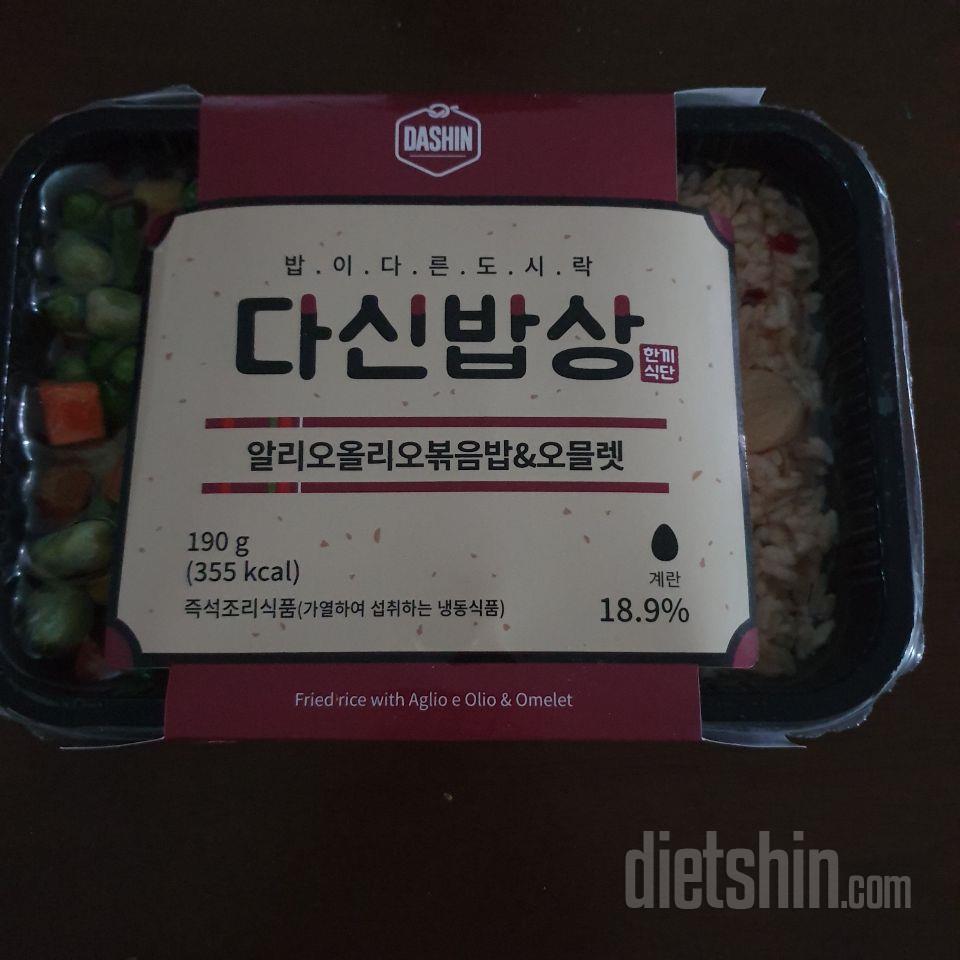 DASHIN
밥.이.다.른.도.시.락
다신밥상
한끼
식단
알리오올리오볶음밥&오믈렛
190 g
(355 kcal)
즉석조리식품(가열하여 섭취하는 냉동식품)
계란
18.9%
Fried rice with Aglio e Olio & Omelet
dietshin.com